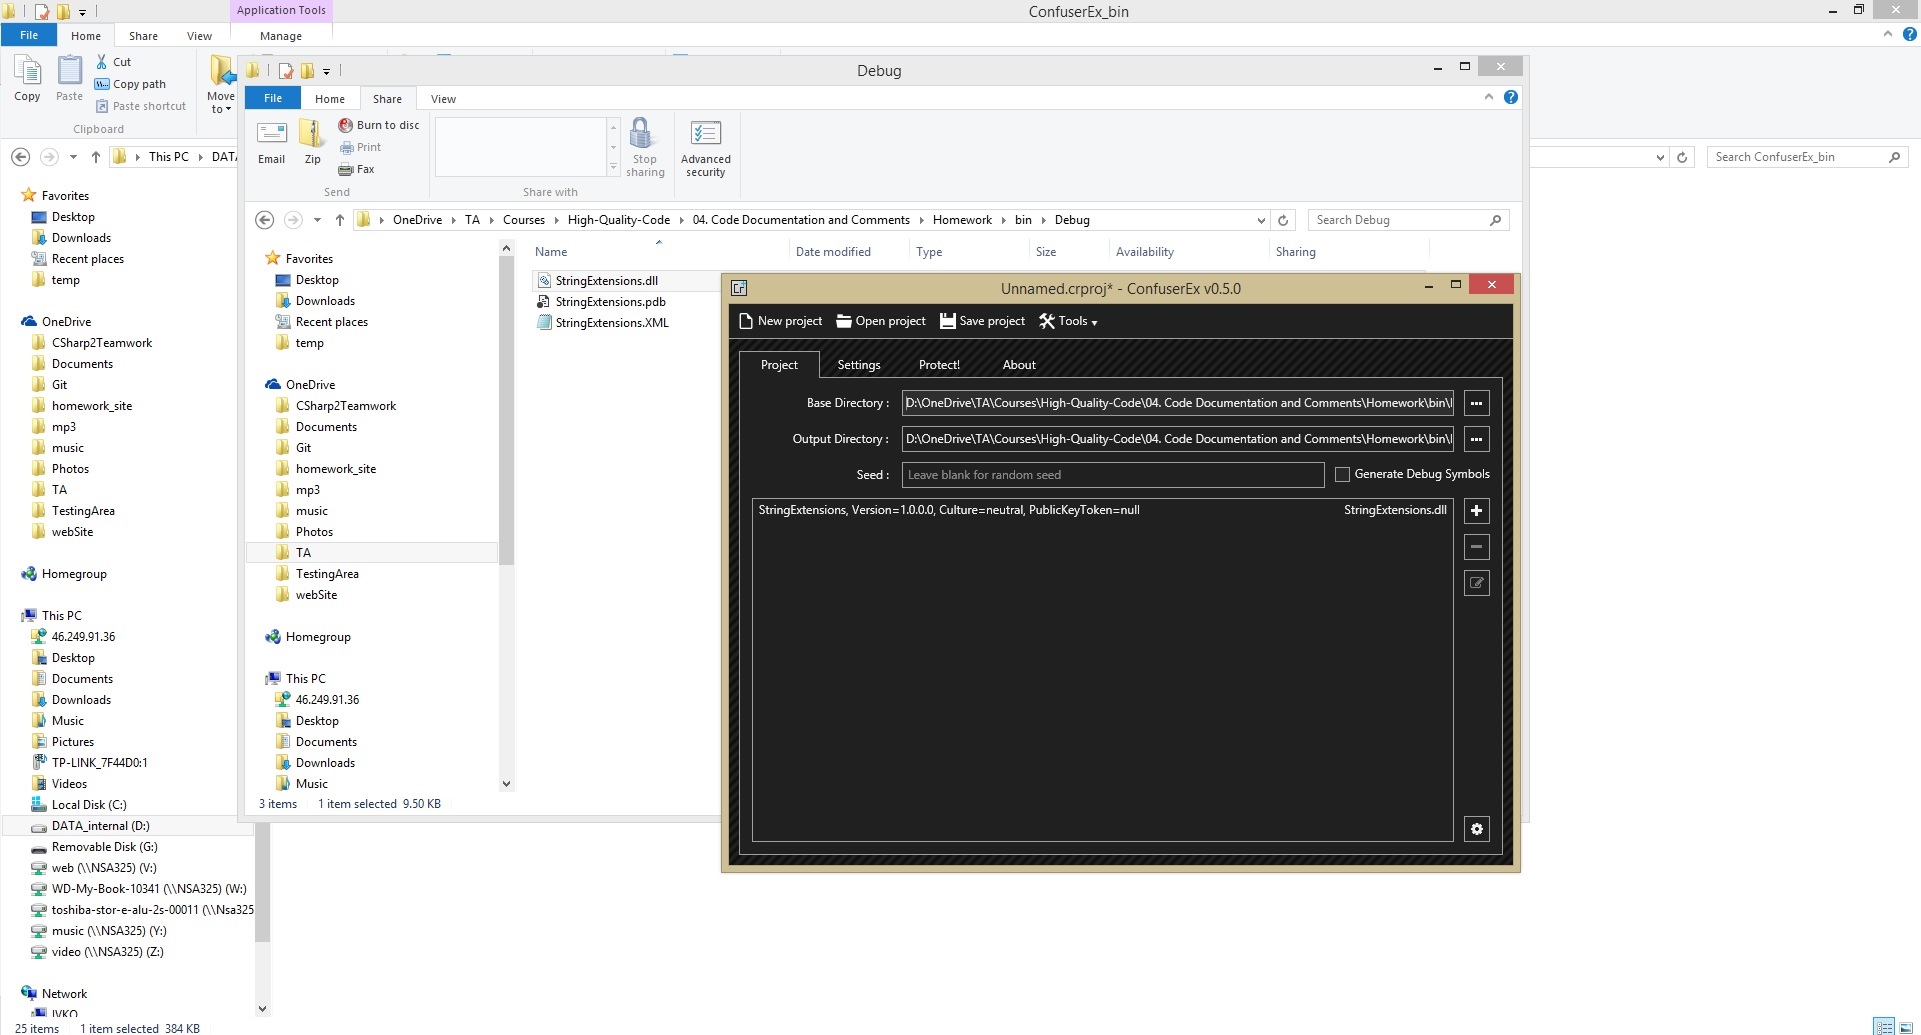 Application Tools
ConfuserEx_bin
File Home Share View Manage
Copy
Paste
Cut
Copy path
Paste shortcut
Clipboard
Move to
This PC
Search ConfuserEx_bin
Favorites
Desktop
Downloads
Recent places
temp
OneDrive
CSharp2Teamwork
Documents
Git
homework_site
mp3
music
Photos
TA
TestingArea
webSite
Homegroup
This PC
46.249.91.36
Desktop
Documents
Downloads
Music
Pictures
TP-LINK_7F44D0:1
Videos
Local Disk (C:)
DATA_internal (D:)
Removable Disk (G:)
web (\\NSA325) (V:)
WD-My-Book-10341 (\\NSA325) (W:)
toshiba-stor-e-alu-2s-00011 (\\Nsa325
music (\\NSA325) (Y:)
video (\\NSA325) (Z:)
Network
IVKO
25 items 1 item selected 384 KB
Debug
File Home Share View
Email
Zip
Burn to disc
Print
Fax
Send
Share with
Stop sharing
Advanced security
OneDrive TA Courses High-Quality-Code 04. Code Documentation and Comments Homework bin Debug
Search Debug
Favorites
Desktop
Downloads
Recent places
temp
OneDrive
CSharp2Teamwork
Documents
Git
homework_site
mp3
music
Photos
TA
TestingArea
webSite
Homegroup
This PC
46.249.91.36
Desktop
Documents
Downloads
Music
3 items 1 item selected 9.50 KB
Name Date modified Type Size Availability Sharing
StringExtensions.dll
StringExtensions.pdb
StringExtensions.XML
Unnamed.crproj* - ConfuserEx v0.5.0
New project Open project Save project Tools
Project Settings Protect! About
Base Directory : D:\OneDrive\TA\Courses\High-Quality-Code\04. Code Documentation and Comments\Homework\bin\
Output Directory : D:\OneDrive\TA\Courses\High-Quality-Code\04. Code Documentation and Comments\Homework\bin\
Seed : Leave blank for random seed Generate Debug Symbols
StringExtensions, Version=1.0.0.0, Culture=neutral, PublicKeyToken=null StringExtensions.dll